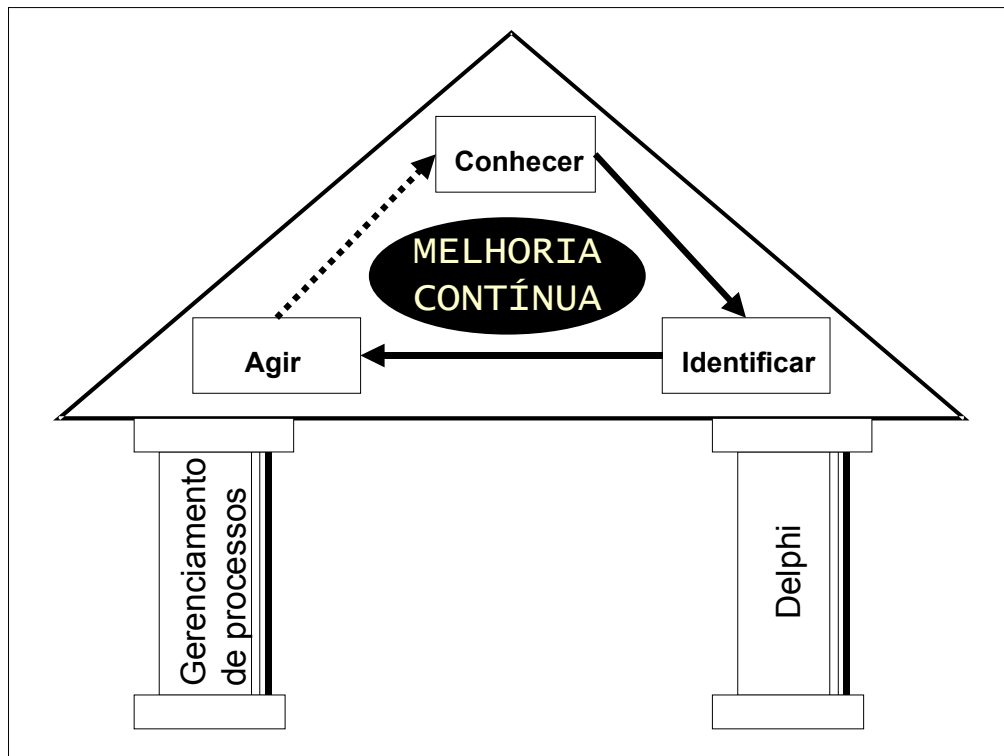 Conhecer
MELHORIA
CONTÍNUA
Agir
Identificar
Gerenciamento
de processos
Delphi